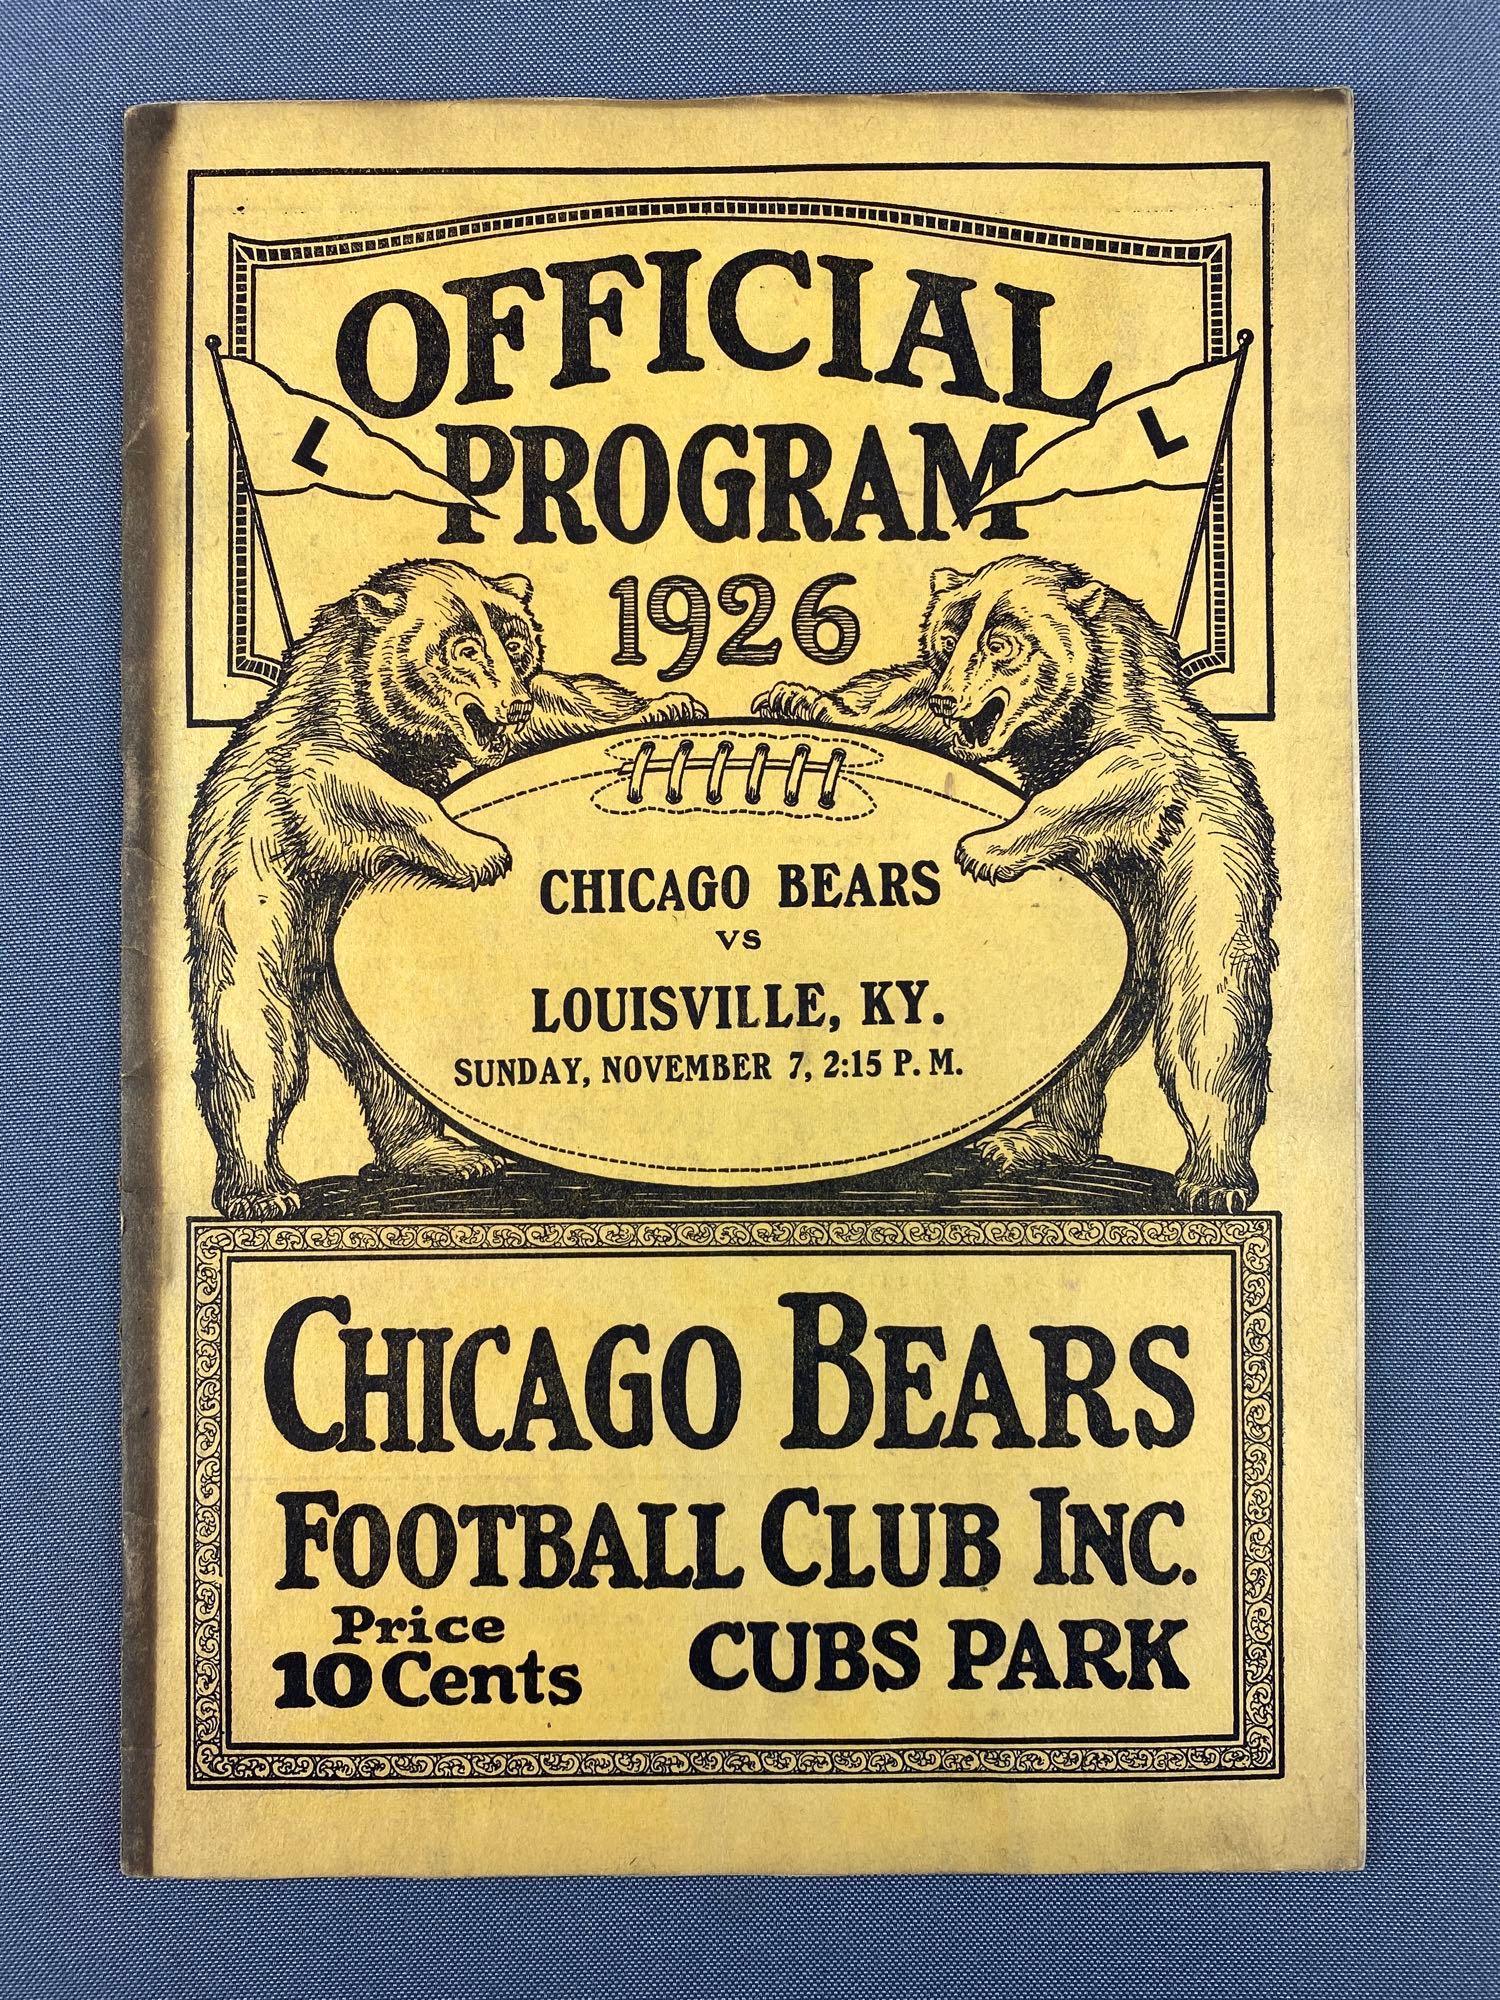 OFFICIAL
PROGRAM
L
L
1926
CHICAGO BEARS
VS
LOUISVILLE, KY.
SUNDAY, NOVEMBER 7, 2:15 P. M.
CHICAGO BEARS
FOOTBALL CLUB INC.
Price
10 Cents
CUBS PARK